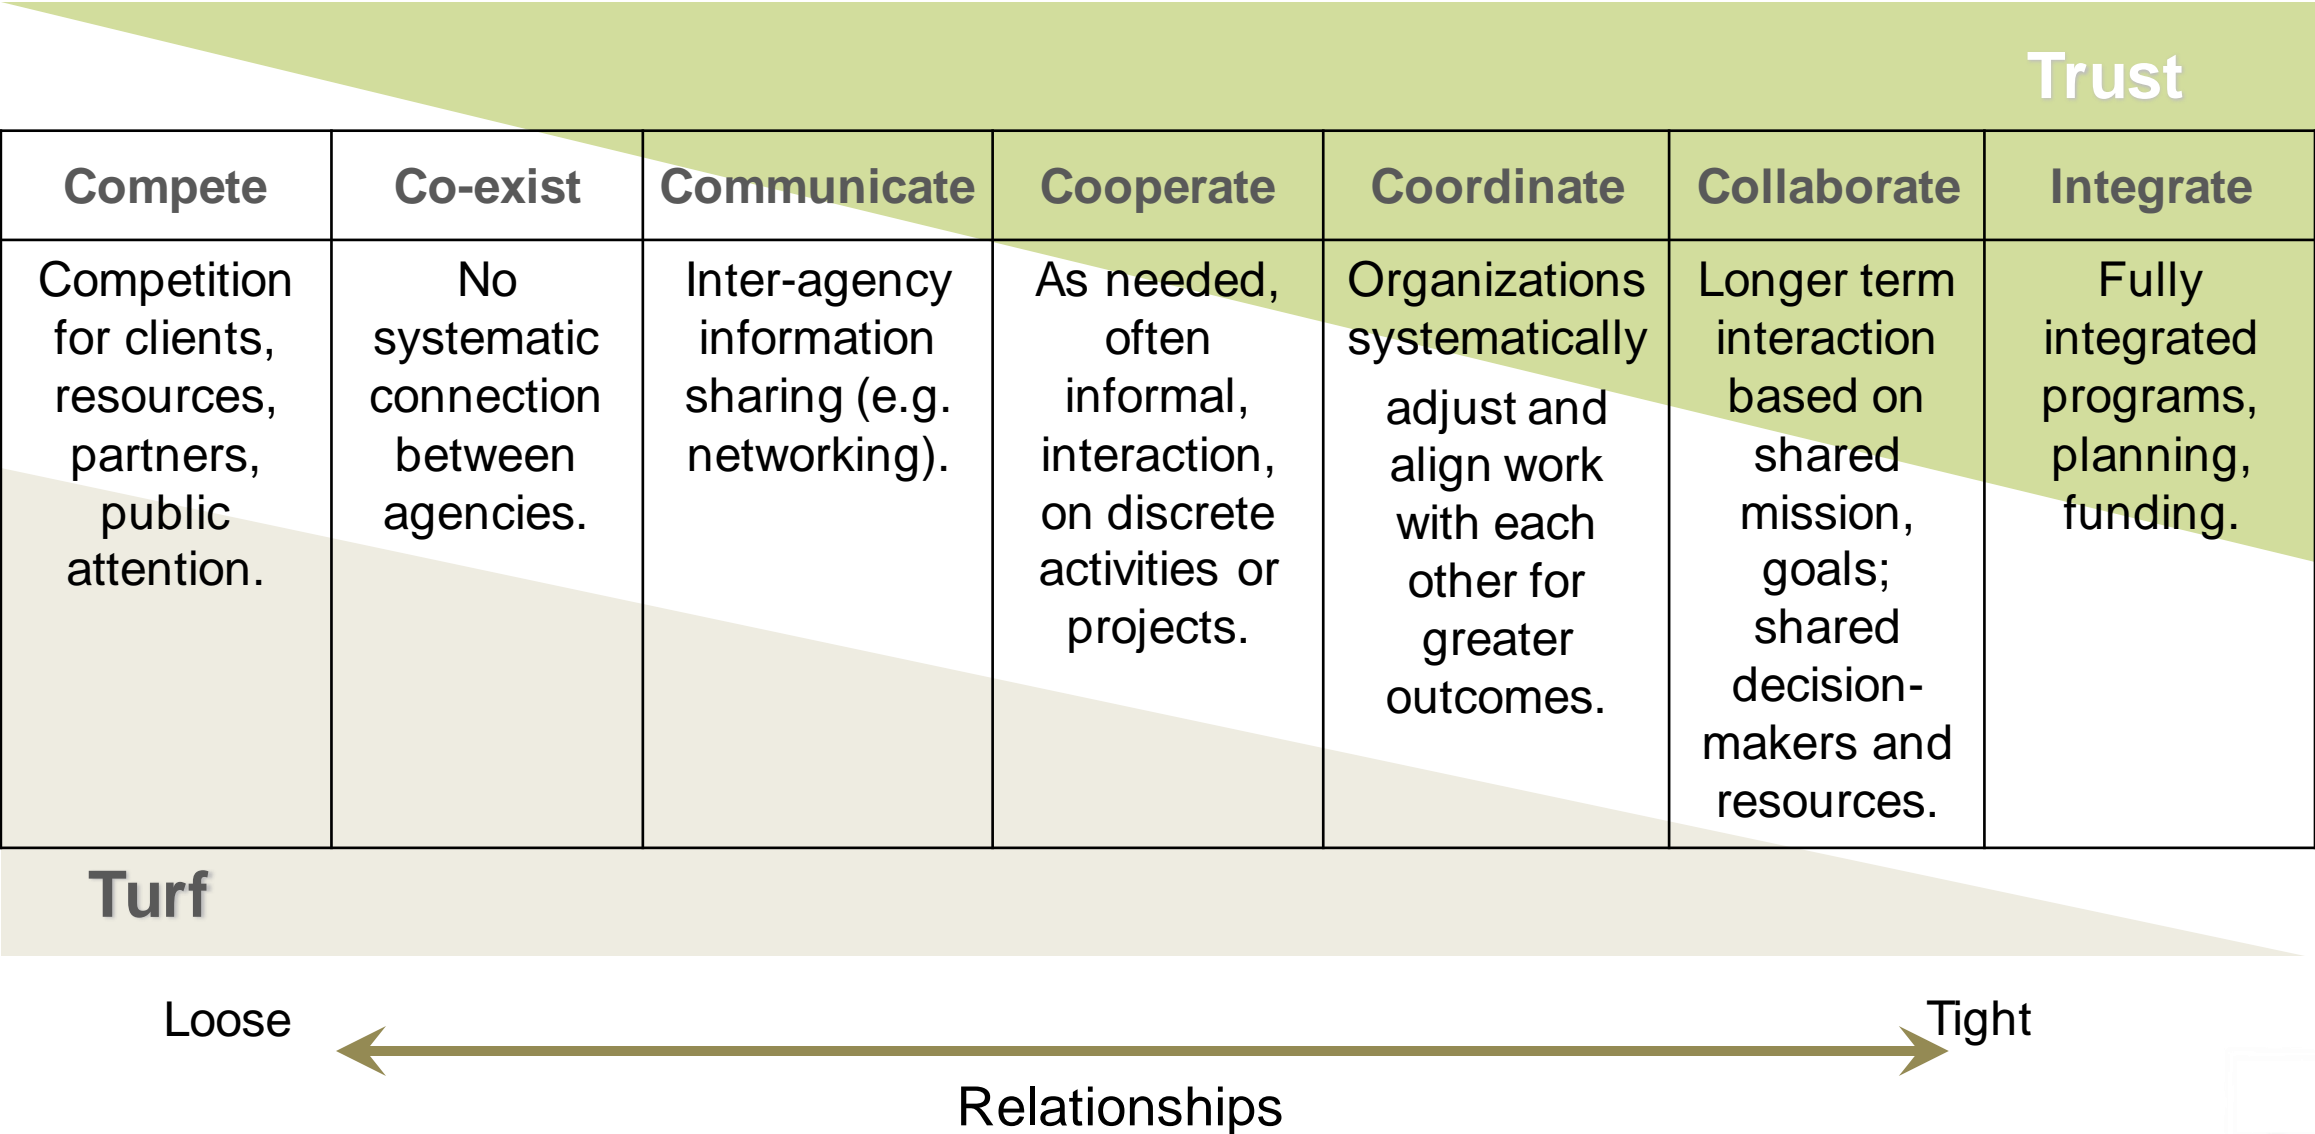 Trust
Compete
Co-exist
Communicate
Cooperate
Coordinate
Collaborate
Integrate
Competition
for clients,
resources,
partners,
public
attention.
No
systematic
connection
between
agencies.
Inter-agency
information
sharing (e.g.
networking).
As needed,
often
informal,
interaction,
on discrete
activities or
projects.
Organizations
systematically
adjust and
align work
with each
other for
greater
outcomes.
Longer term
interaction
based on
shared
mission,
goals;
shared
decision-
makers and
resources.
Fully
integrated
programs,
planning,
funding.
Turf
Loose
Tight
Relationships